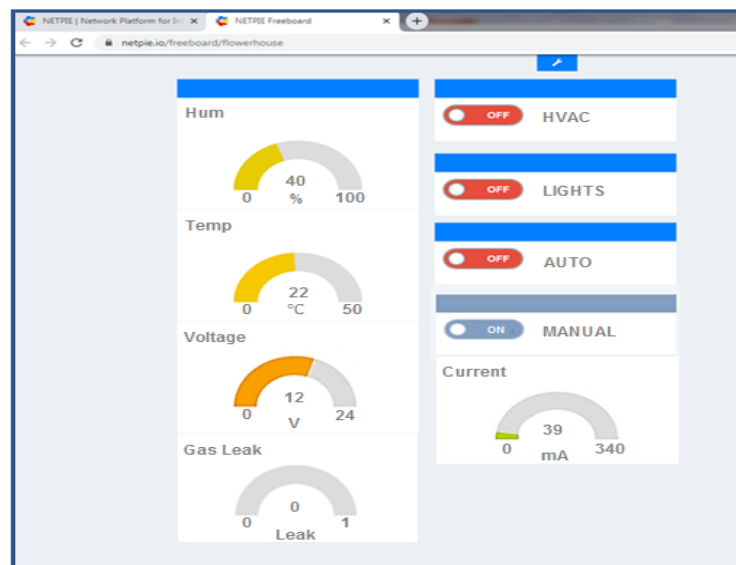 NETPIE | Network Platform for In
NETPIE Freeboard
netpie.io/freeboard/flowerhouse
Hum
40
%
0
100
Temp
22
°C
0
50
Voltage
12
V
0
24
Gas Leak
0
0
1
Leak
OFF
HVAC
OFF
LIGHTS
OFF
AUTO
ON
MANUAL
Current
39
0
340
mA